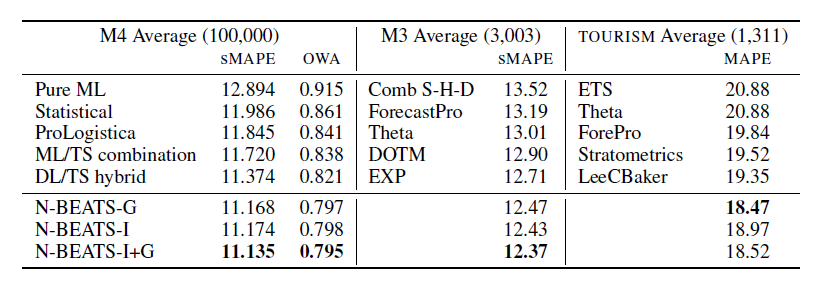 M4 Average (100,000) M3 Average (3,003) TOURISM Average (1,311)
SMAPE OWA SMAPE MAPE
Pure ML 12.894 0.915 Comb S-H-D 13.52 ETS 20.88
Statistical 11.986 0.861 ForecastPro 13.19 Theta 20.88
ProLogistica 11.845 0.841 Theta 13.01 ForePro 19.84
ML/TS combination 11.720 0.838 DOTM 12.90 Stratometrics 19.52
DL/TS hybrid 11.374 0.821 EXP 12.71 LeeCBaker 19.35
N-BEATS-G 11.168 0.797 12.47 18.47
N-BEATS-I 11.174 0.798 12.43 18.97
N-BEATS-I+G 11.135 0.795 12.37 18.52